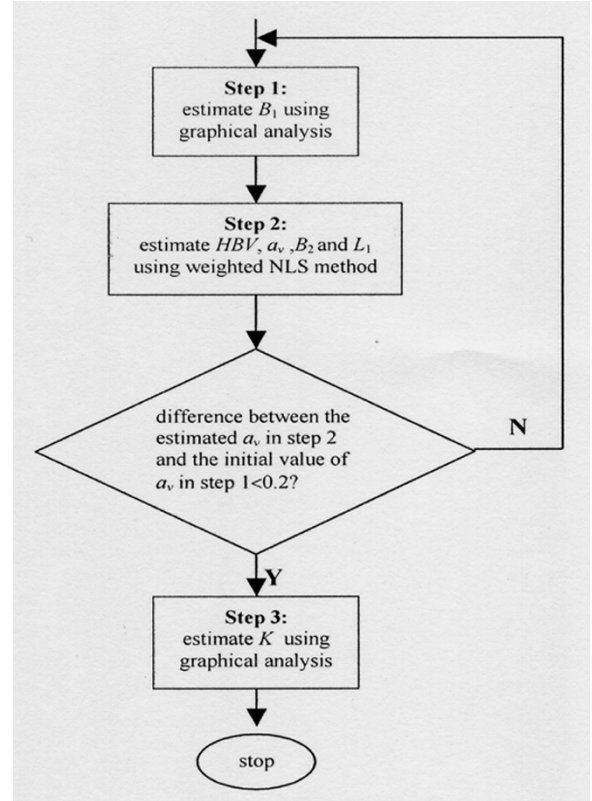 Step 1:
estimate B₁ using
graphical analysis
Step 2:
estimate HBV, aᵥ ,B₂ and L₁
using weighted NLS method
difference between the
estimated aᵥ in step 2
and the initial value of
aᵥ in step 1<0.2?
N
Y
Step 3:
estimate K using
graphical analysis
stop